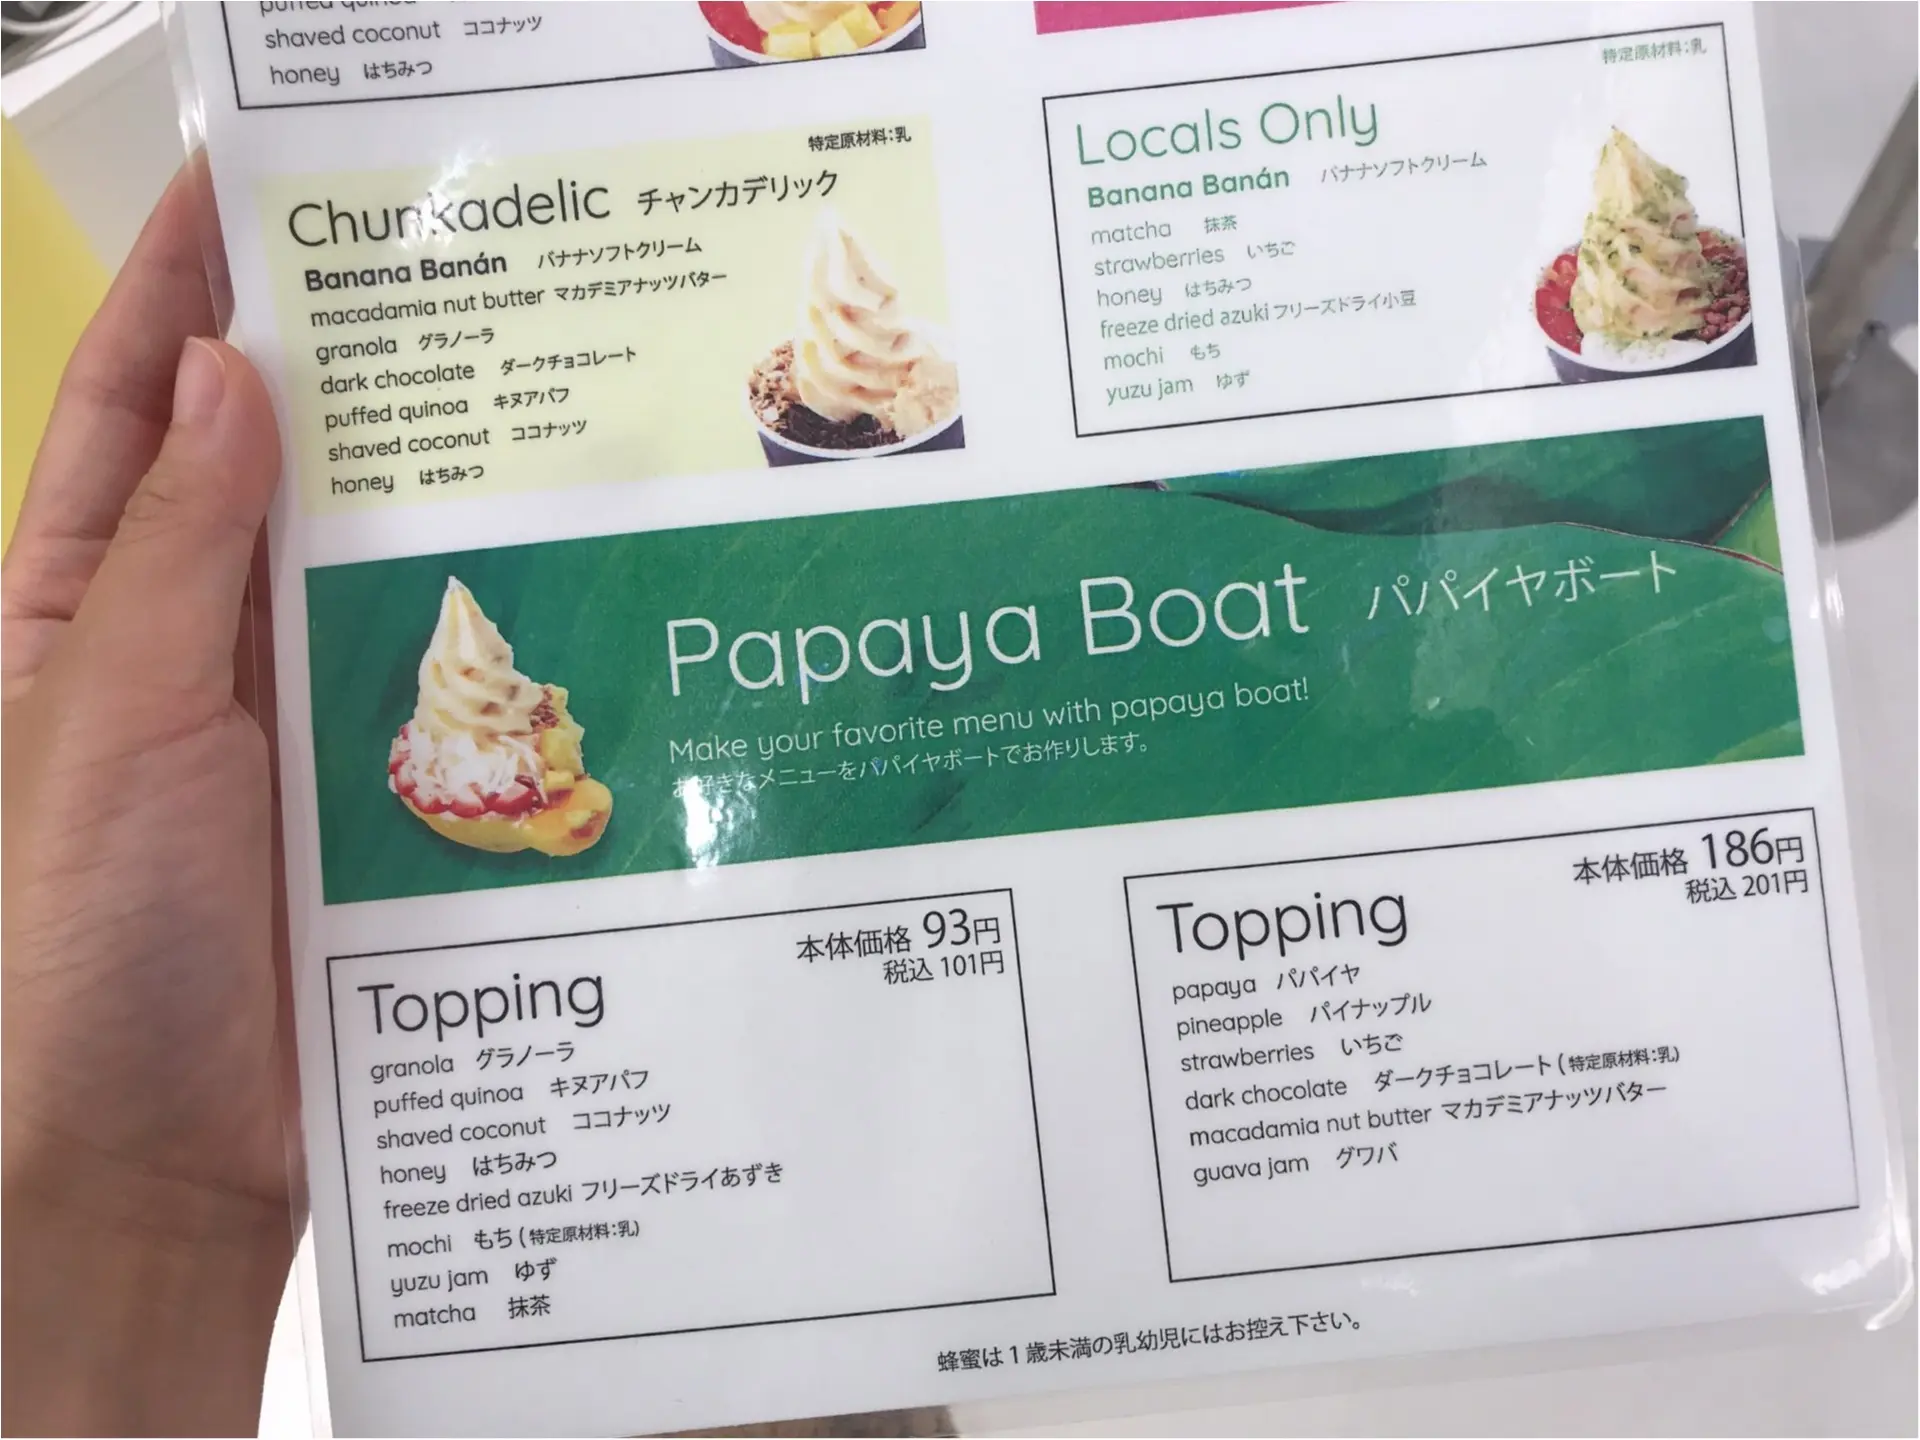 shaved coconut ココナッツ
honey はちみつ
特定原材料：乳
Chunkadelic チャンカデリック
Banana Banán バナナソフトクリーム
macadamia nut butter マカデミアナッツバター
granola グラノーラ
dark chocolate ダークチョコレート
puffed quinoa キヌアパフ
shaved coconut ココナッツ
honey はちみつ
特定原材料：乳
Locals Only
Banana Banán バナナソフトクリーム
matcha 抹茶
strawberries いちご
honey はちみつ
freeze dried azuki フリーズドライ小豆
mochi もち
yuzu jam ゆず
Papaya Boat パパイヤボート
Make your favorite menu with papaya boat!
お好きなメニューをパパイヤボートでお作りします。
本体価格 93円
税込 101円
Topping
granola グラノーラ
puffed quinoa キヌアパフ
shaved coconut ココナッツ
honey はちみつ
freeze dried azuki フリーズドライあずき
mochi もち ( 特定原材料：乳)
yuzu jam ゆず
matcha 抹茶
本体価格 186円
税込 201円
Topping
papaya パパイヤ
pineapple パイナップル
strawberries いちご
dark chocolate ダークチョコレート ( 特定原材料：乳)
macadamia nut butter マカデミアナッツバター
guava jam グワバ
蜂蜜は 1 歳未満の乳幼児にはお控え下さい。